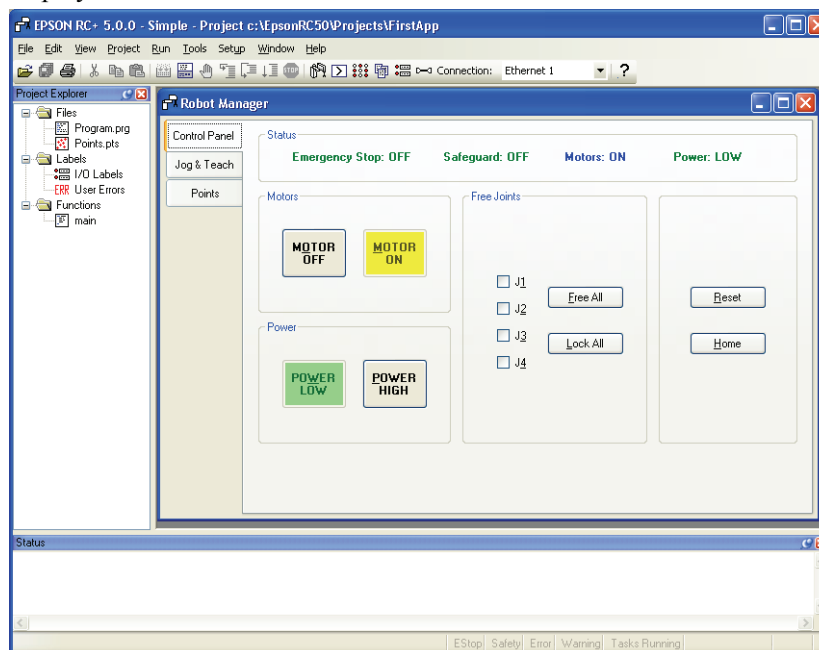 EPSON RC+ 5.0.0 - Simple - Project c:\EpsonRC50\Projects\FirstApp
File Edit View Project Run Tools Setup Window Help
Connection: Ethernet 1
Project Explorer
Files
Program.prg
Points.pts
Labels
I/O Labels
ERR User Errors
Functions
main
Robot Manager
Control Panel
Jog & Teach
Points
Status
Emergency Stop: OFF Safeguard: OFF Motors: ON Power: LOW
Motors
MOTOR OFF
MOTOR ON
Power
POWER LOW
POWER HIGH
Free Joints
J1
J2
J3
J4
Free All
Lock All
Reset
Home
Status
EStop Safety Error Warning Tasks Running